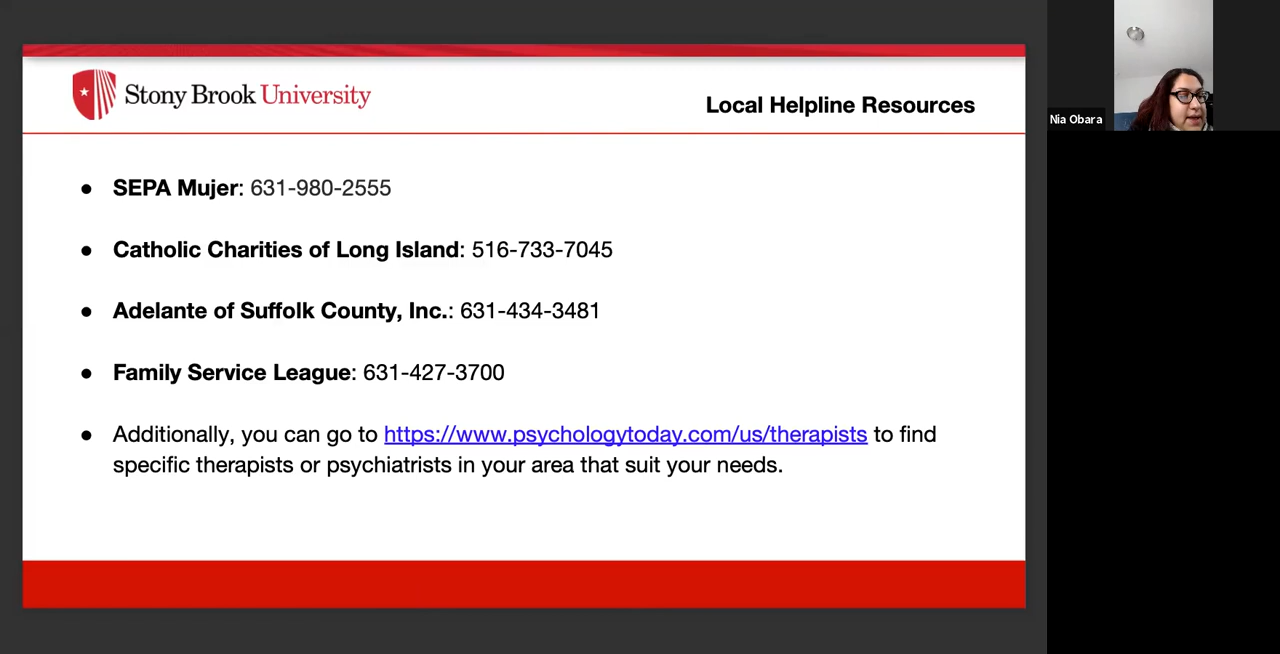 Stony Brook University
Local Helpline Resources
Nia Obara
● SEPA Mujer: 631-980-2555
● Catholic Charities of Long Island: 516-733-7045
● Adelante of Suffolk County, Inc.: 631-434-3481
● Family Service League: 631-427-3700
● Additionally, you can go to https://www.psychologytoday.com/us/therapists to find
specific therapists or psychiatrists in your area that suit your needs.